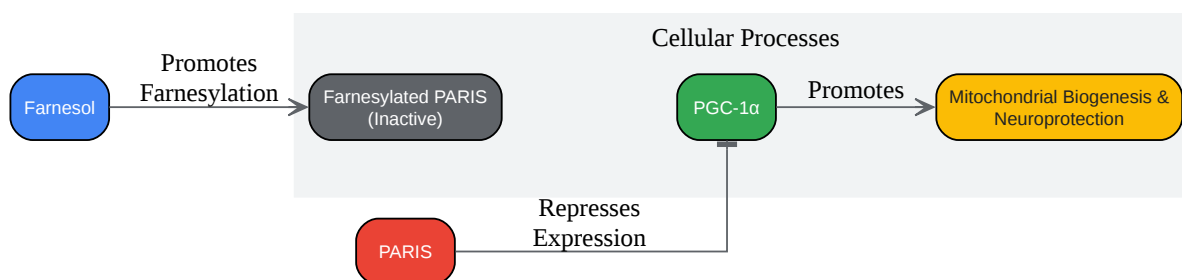 Cellular Processes
Promotes
Farnesylation
Farnesol
Farnesylated PARIS
(Inactive)
PGC-1α
Promotes
Mitochondrial Biogenesis &
Neuroprotection
Represses
Expression
PARIS